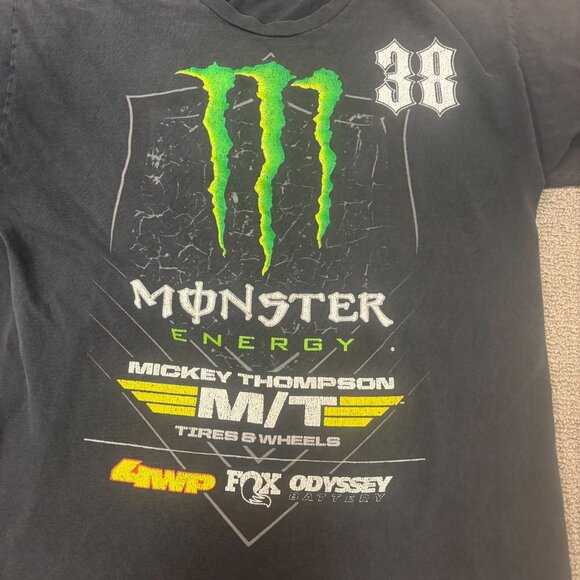 38
MONSTER
ENERGY
MICKEY THOMPSON
M/T
TIRES & WHEELS
4WP FOX ODYSSEY
BATTERY